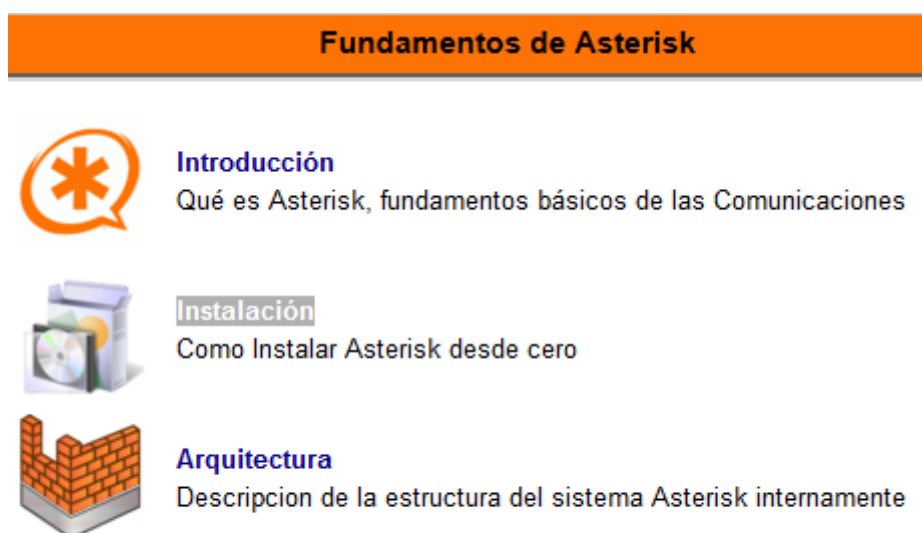 Fundamentos de Asterisk
Introducción
Qué es Asterisk, fundamentos básicos de las Comunicaciones
Instalación
Como Instalar Asterisk desde cero
Arquitectura
Descripcion de la estructura del sistema Asterisk internamente